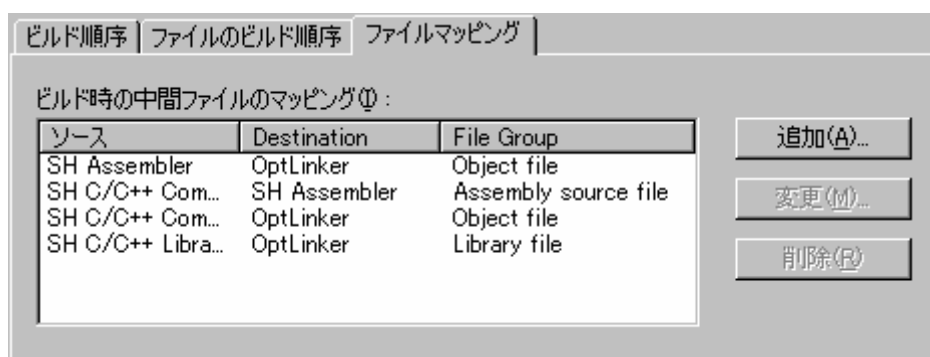 ビルド順序 ファイルのビルド順序 ファイルマッピング
ビルド時の中間ファイルのマッピング(I) :
ソース Destination File Group
SH Assembler OptLinker Object file
SH C/C++ Com... SH Assembler Assembly source file
SH C/C++ Com... OptLinker Object file
SH C/C++ Libra... OptLinker Library file
追加(A)...
変更(M)...
削除(R)